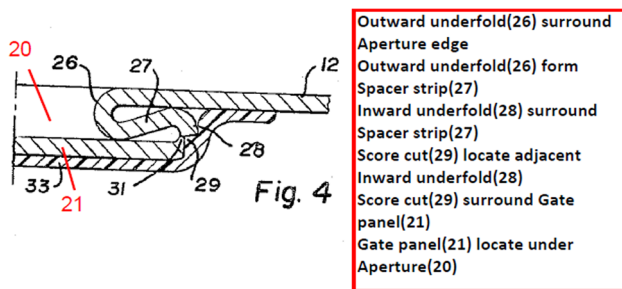 20
26
27
12
28
29
31
33
21
Fig. 4
Outward underfold(26) surround
Aperture edge
Outward underfold(26) form
Spacer strip(27)
Inward underfold(28) surround
Spacer strip(27)
Score cut(29) locate adjacent
Inward underfold(28)
Score cut(29) surround Gate
panel(21)
Gate panel(21) locate under
Aperture(20)